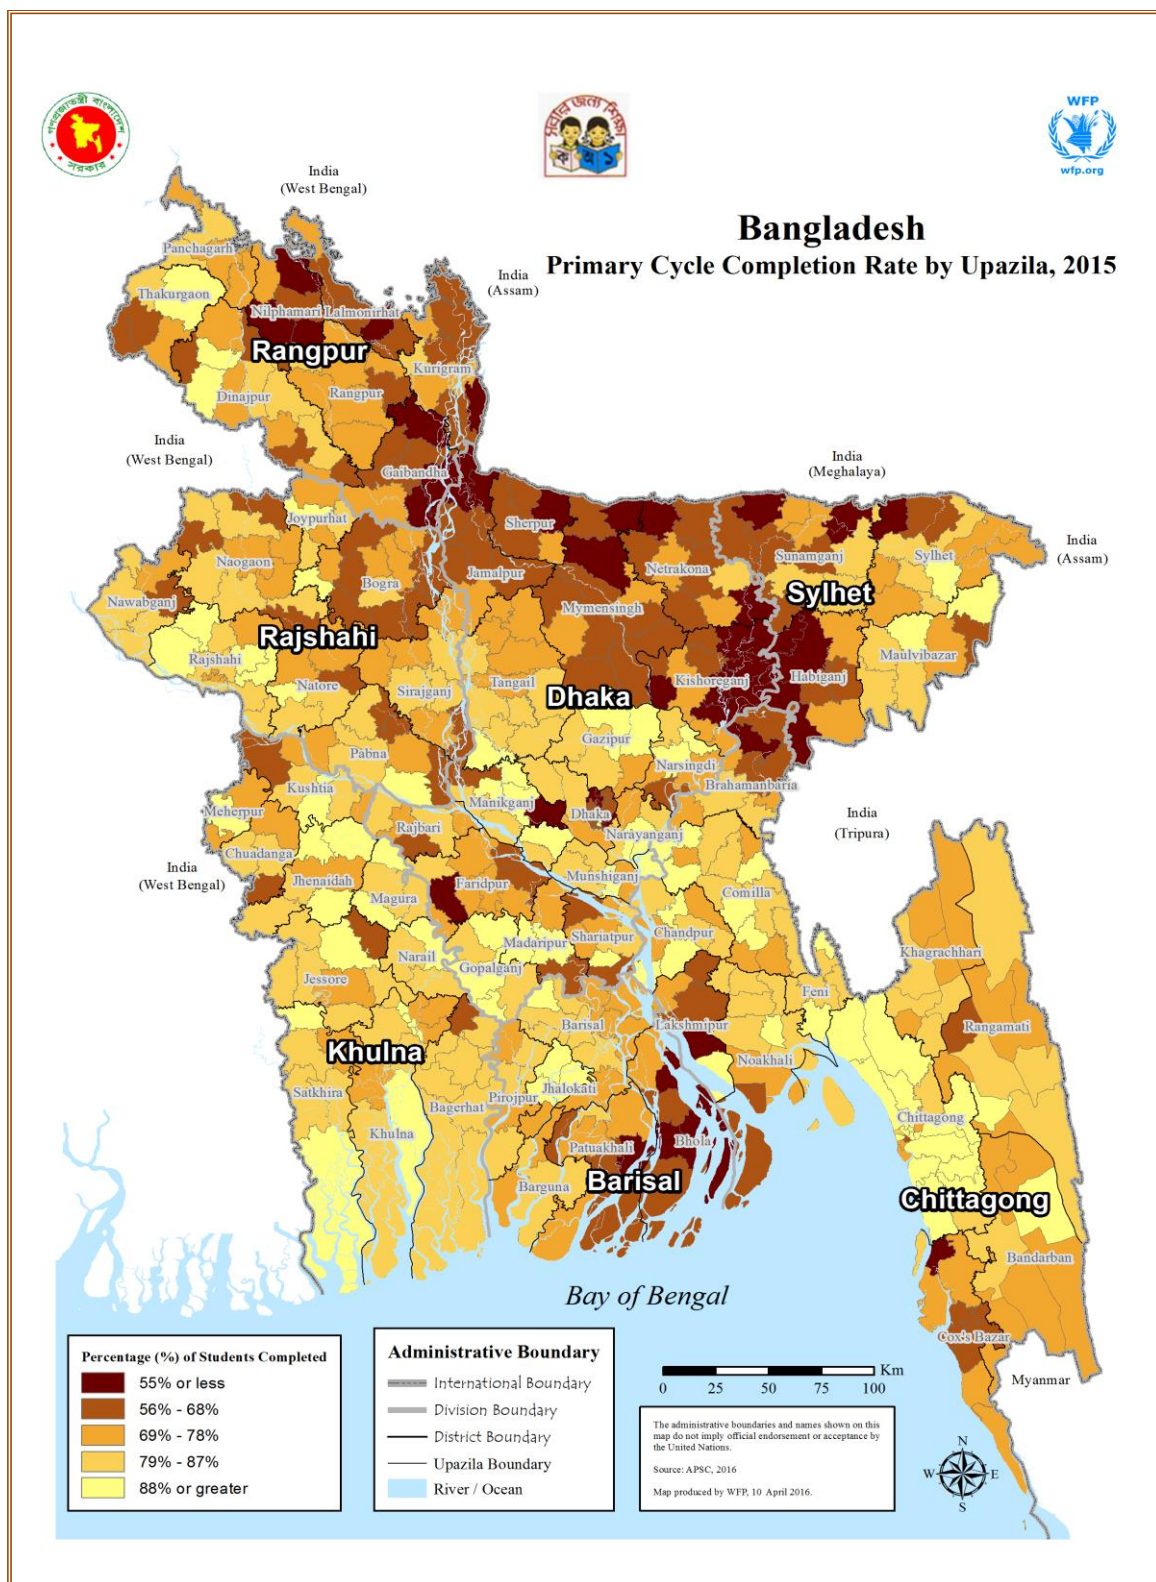 গণপ্রজাতন্ত্রী বাংলাদেশ
সরকার
সবার জন্য শিক্ষা
ক অ ১
WFP
wfp.org
India
(West Bengal)
Bangladesh
Primary Cycle Completion Rate by Upazila, 2015
India
(Assam)
Panchagarh
Thakurgaon
Nilphamari
Lalmonirhat
Rangpur
Kurigram
Dinajpur
Rangpur
India
(West Bengal)
Gaibandha
India
(Meghalaya)
Joypurhat
Sherpur
Sunamganj
Sylhet
India
(Assam)
Naogaon
Bogra
Jamalpur
Netrakona
Nawabganj
Mymensingh
Sylhet
Rajshahi
Rajshahi
Natore
Sirajganj
Tangail
Kishoreganj
Habiganj
Maulvibazar
Dhaka
Pabna
Gazipur
Narsingdi
Kushtia
Brahamanbaria
Meherpur
Manikganj
Dhaka
India
(Tripura)
Rajbari
Narayanganj
Chuadanga
India
(West Bengal)
Jhenaidah
Magura
Faridpur
Munshiganj
Comilla
Narail
Madaripur
Shariatpur
Chandpur
Khagrachhari
Jessore
Gopalganj
Feni
Khulna
Barisal
Lakshmipur
Noakhali
Rangamati
Satkhira
Bagerhat
Pirojpur
Jhalokati
Khulna
Chittagong
Patuakhali
Bhola
Barguna
Barisal
Chittagong
Bandarban
Bay of Bengal
Cox's Bazar
Myanmar
Percentage (%) of Students Completed
55% or less
56% - 68%
69% - 78%
79% - 87%
88% or greater
Administrative Boundary
International Boundary
Division Boundary
District Boundary
Upazila Boundary
River / Ocean
Km
0 25 50 75 100
The administrative boundaries and names shown on this
map do not imply official endorsement or acceptance by
the United Nations.
Source: APSC, 2016
Map produced by WFP, 10 April 2016.
N
W E
S